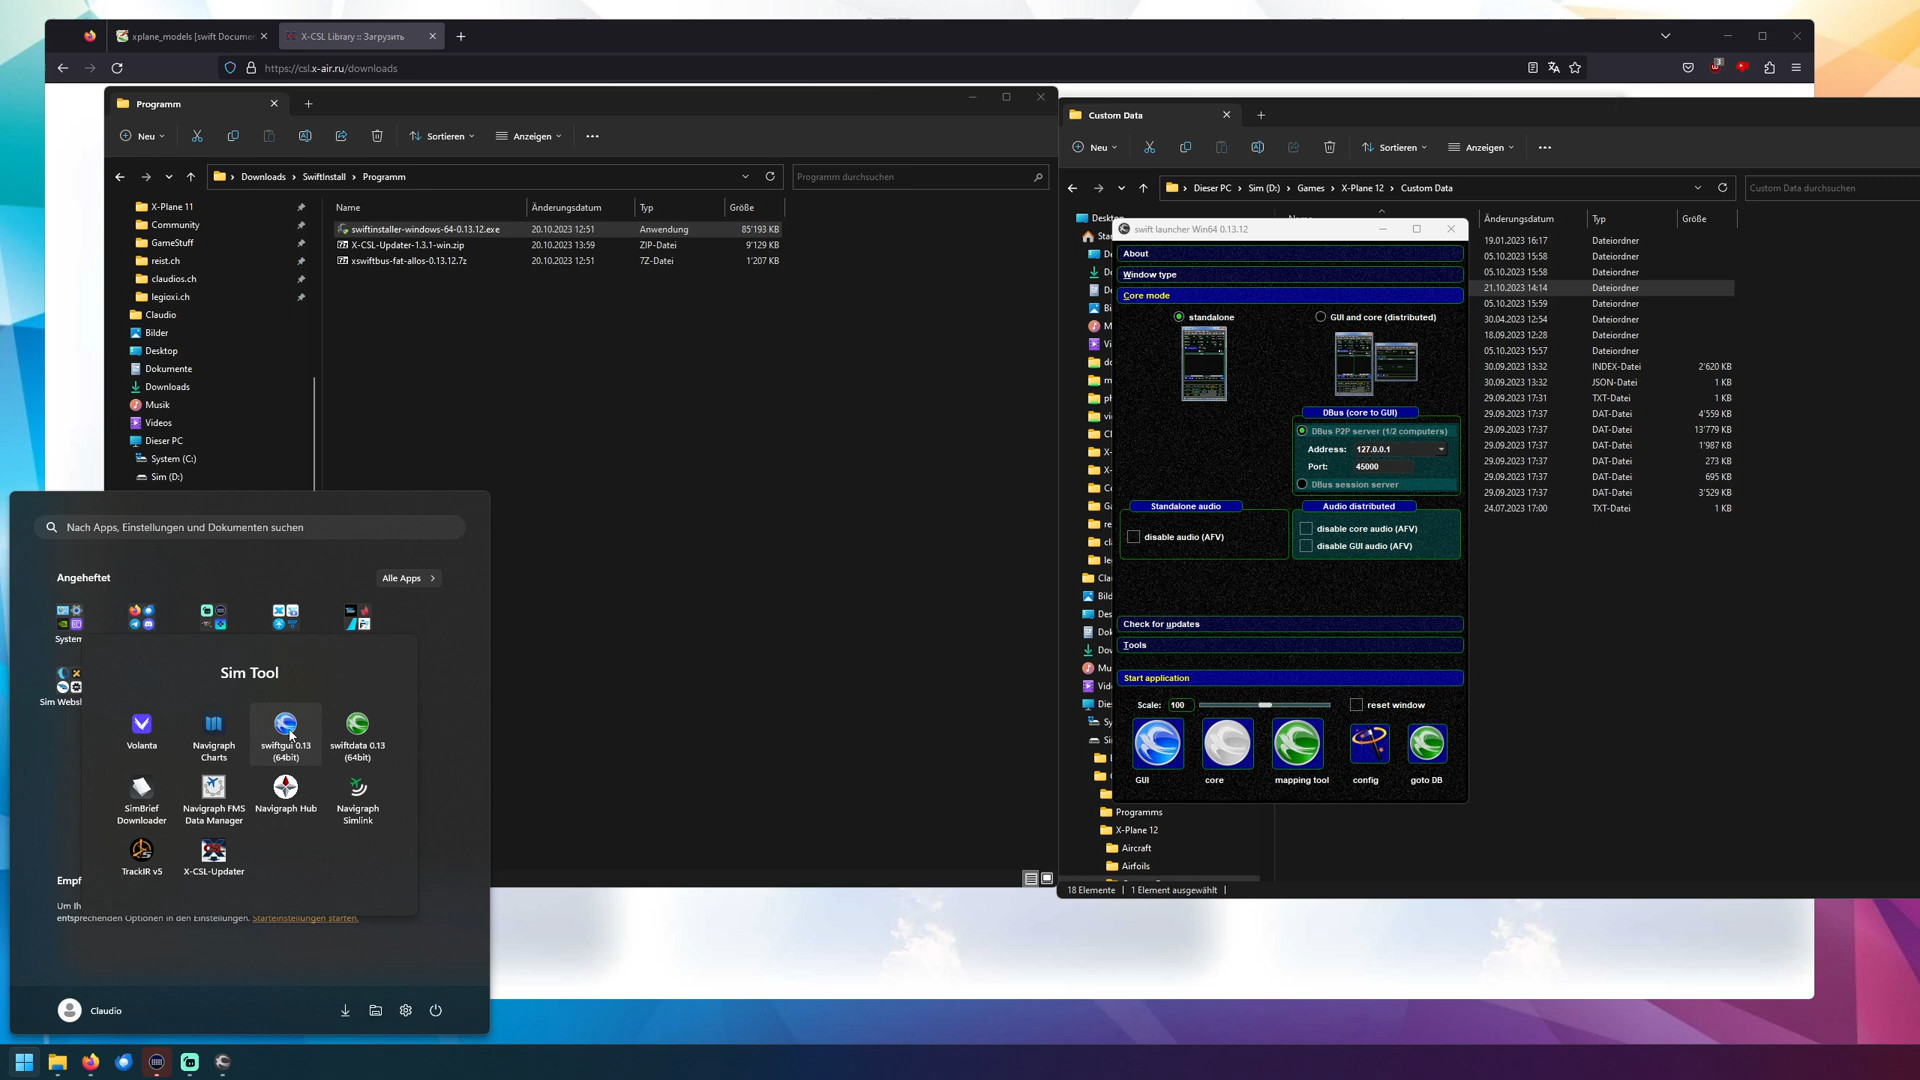 xplane_models [swift Documen
X-CSL Library :: Загрузить
https://csl.x-air.ru/downloads
3
Programm
Neu
Sortieren
Anzeigen
Downloads
SwiftInstall
Programm
Programm durchsuchen
X-Plane 11
Community
GameStuff
reist.ch
claudios.ch
legioxi.ch
Claudio
Bilder
Desktop
Dokumente
Downloads
Musik
Videos
Dieser PC
System (C:)
Sim (D:)
Name Änderungsdatum Typ Größe
swiftinstaller-windows-64-0.13.12.exe 20.10.2023 12:51 Anwendung 85'193 KB
X-CSL-Updater-1.3.1-win.zip 20.10.2023 13:59 ZIP-Datei 9'129 KB
xswiftbus-fat-allos-0.13.12.7z 20.10.2023 12:51 7Z-Datei 1'207 KB
Custom Data
Neu
Sortieren
Anzeigen
Dieser PC
Sim (D:)
Games
X-Plane 12
Custom Data
Custom Data durchsuchen
Änderungsdatum Typ Größe
19.01.2023 16:17 Dateiordner
05.10.2023 15:58 Dateiordner
05.10.2023 15:58 Dateiordner
21.10.2023 14:14 Dateiordner
05.10.2023 15:59 Dateiordner
30.04.2023 12:54 Dateiordner
18.09.2023 12:28 Dateiordner
05.10.2023 15:57 Dateiordner
30.09.2023 13:32 INDEX-Datei 2'620 KB
30.09.2023 13:32 JSON-Datei 1 KB
29.09.2023 17:31 TXT-Datei 1 KB
29.09.2023 17:37 DAT-Datei 4'559 KB
29.09.2023 17:37 DAT-Datei 13'779 KB
29.09.2023 17:37 DAT-Datei 1'987 KB
29.09.2023 17:37 DAT-Datei 273 KB
29.09.2023 17:37 DAT-Datei 695 KB
29.09.2023 17:37 DAT-Datei 3'529 KB
24.07.2023 17:00 TXT-Datei 1 KB
Programms
X-Plane 12
Aircraft
Airfoils
18 Elemente
1 Element ausgewählt
swift launcher Win64 0.13.12
About
Window type
Core mode
standalone
GUI and core (distributed)
DBus (core to GUI)
DBus P2P server (1/2 computers)
Address: 127.0.0.1
Port: 45000
DBus session server
Standalone audio
disable audio (AFV)
Audio distributed
disable core audio (AFV)
disable GUI audio (AFV)
Check for updates
Tools
Start application
Scale: 100
reset window
GUI
core
mapping tool
config
goto DB
Nach Apps, Einstellungen und Dokumenten suchen
Angeheftet
Alle Apps
System
Sim Websi
Sim Tool
Volanta
Navigraph Charts
swiftgui 0.13 (64bit)
swiftdata 0.13 (64bit)
SimBrief Downloader
Navigraph FMS Data Manager
Navigraph Hub
Navigraph Simlink
TrackIR v5
X-CSL-Updater
Empf
Um Ih
entsprechenden Optionen in den Einstellungen. Starteinstellungen starten.
Claudio